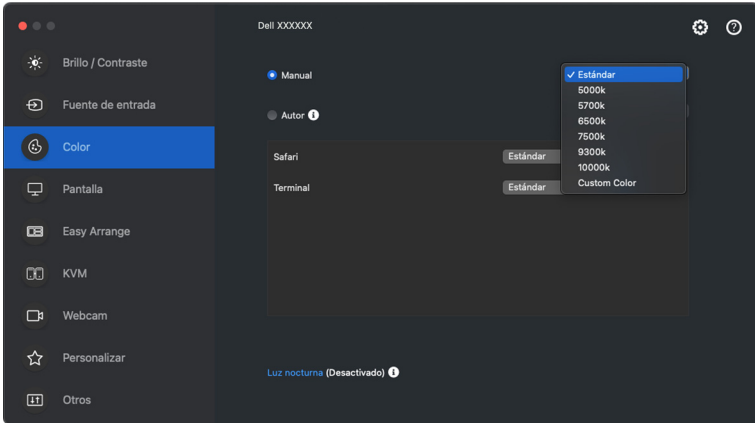 Dell XXXXXX
Brillo / Contraste
Fuente de entrada
Color
Pantalla
Easy Arrange
KVM
Webcam
Personalizar
Otros
Manual
Autor
Estándar
5000k
5700k
6500k
7500k
9300k
10000k
Custom Color
Safari Estándar
Terminal Estándar
Luz nocturna (Desactivado)